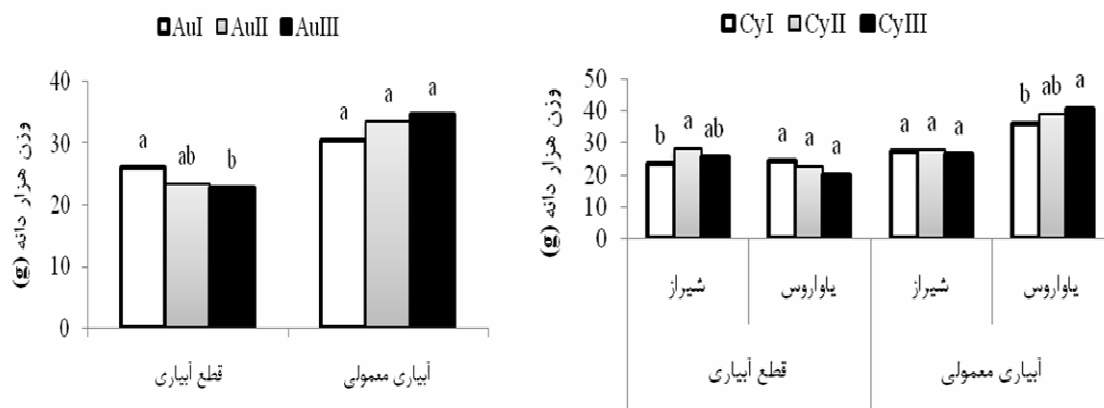 AuI AuII AuIII
وزن هزار دانه (g)
40
30
20
10
0
a ab b
a a a
قطع آبیاری
آبیاری معمولی
CyI CyII CyIII
وزن هزار دانه (g)
50
40
30
20
10
0
b a ab
a a a
a a a
b ab a
شیراز
یاواروس
شیراز
یاواروس
قطع آبیاری
آبیاری معمولی